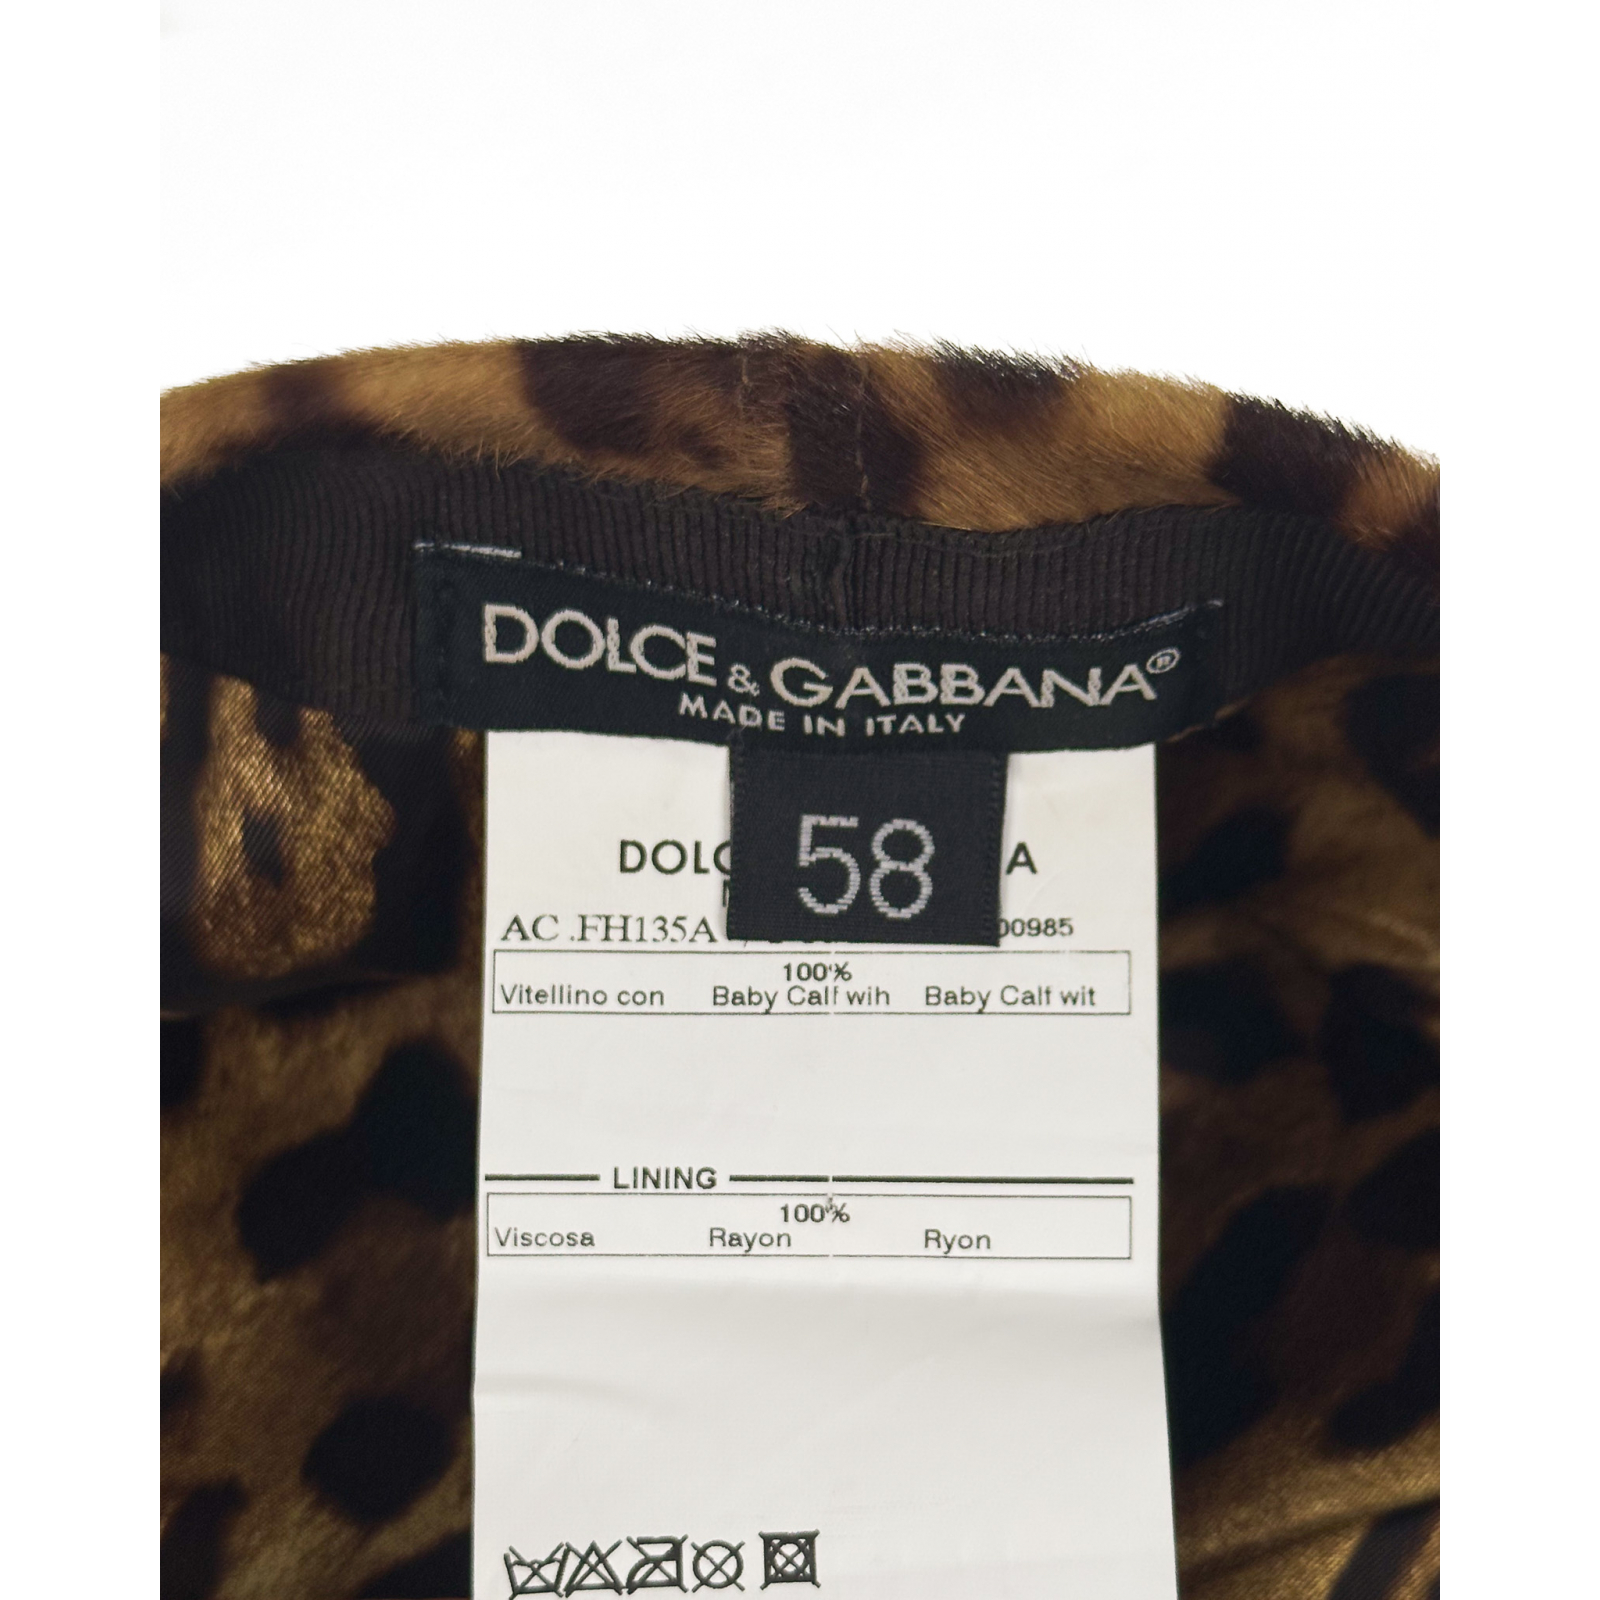 DOLCE & GABBANA®
MADE IN ITALY
58
DOLC A
AC .FH135A 00985
100%
Vitellino con Baby Calf wih Baby Calf wit
LINING
100%
Viscosa Rayon Ryon